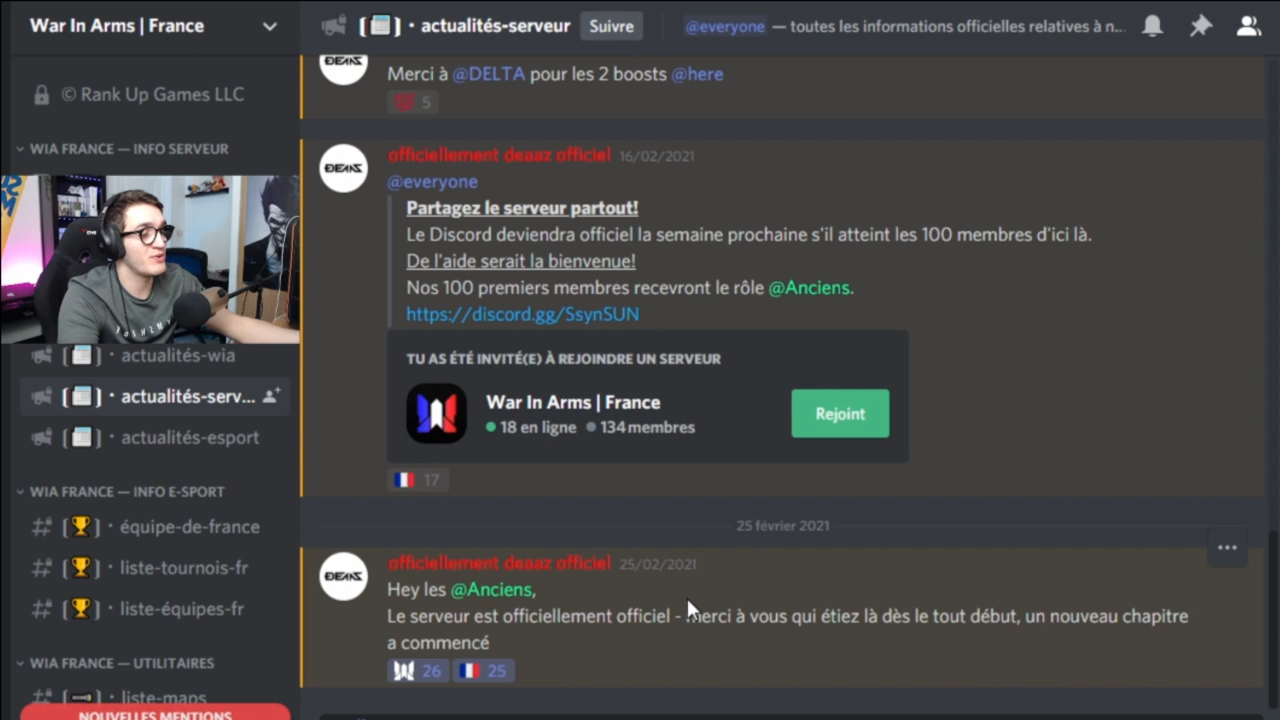 War In Arms | France
[ ] · actualités-serveur
Suivre
@everyone — toutes les informations officielles relatives à n...
© Rank Up Games LLC
WIA FRANCE — INFO SERVEUR
[ ] · actualités-wia
[ ] · actualités-serv...
[ ] · actualités-esport
WIA FRANCE — INFO E-SPORT
[ ] · équipe-de-france
[ ] · liste-tournois-fr
[ ] · liste-équipes-fr
WIA FRANCE — UTILITAIRES
[ ] · liste-maps
NOUVELLES MENTIONS
Merci à @DELTA pour les 2 boosts @here
5
officiellement deaaz officiel 16/02/2021
@everyone
Partagez le serveur partout!
Le Discord deviendra officiel la semaine prochaine s'il atteint les 100 membres d'ici là.
De l'aide serait la bienvenue!
Nos 100 premiers membres recevront le rôle @Anciens.
https://discord.gg/SsynSUN
TU AS ÉTÉ INVITÉ(E) À REJOINDRE UN SERVEUR
War In Arms | France
18 en ligne 134 membres
Rejoint
17
25 février 2021
officiellement deaaz officiel 25/02/2021
Hey les @Anciens,
Le serveur est officiellement officiel - merci à vous qui étiez là dès le tout début, un nouveau chapitre
a commencé
26 25